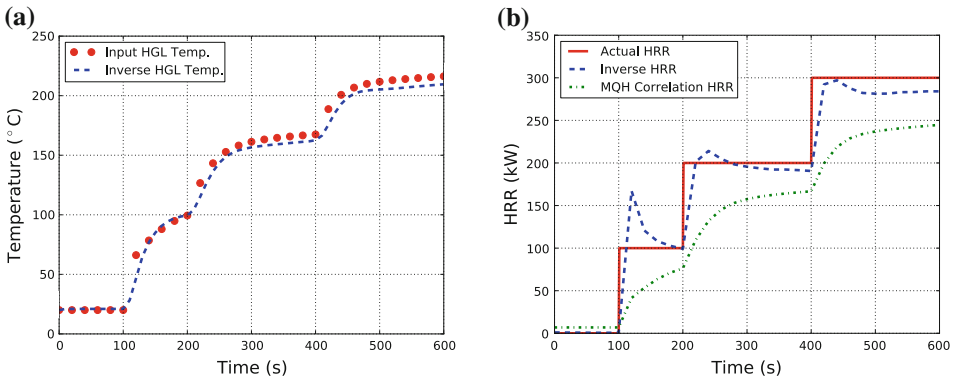 (a)
250
200
150
100
50
0
Temperature (°C)
Input HGL Temp.
Inverse HGL Temp.
0 100 200 300 400 500 600
Time (s)
(b)
350
300
250
200
150
100
50
0
HRR (kW)
Actual HRR
Inverse HRR
MQH Correlation HRR
0 100 200 300 400 500 600
Time (s)